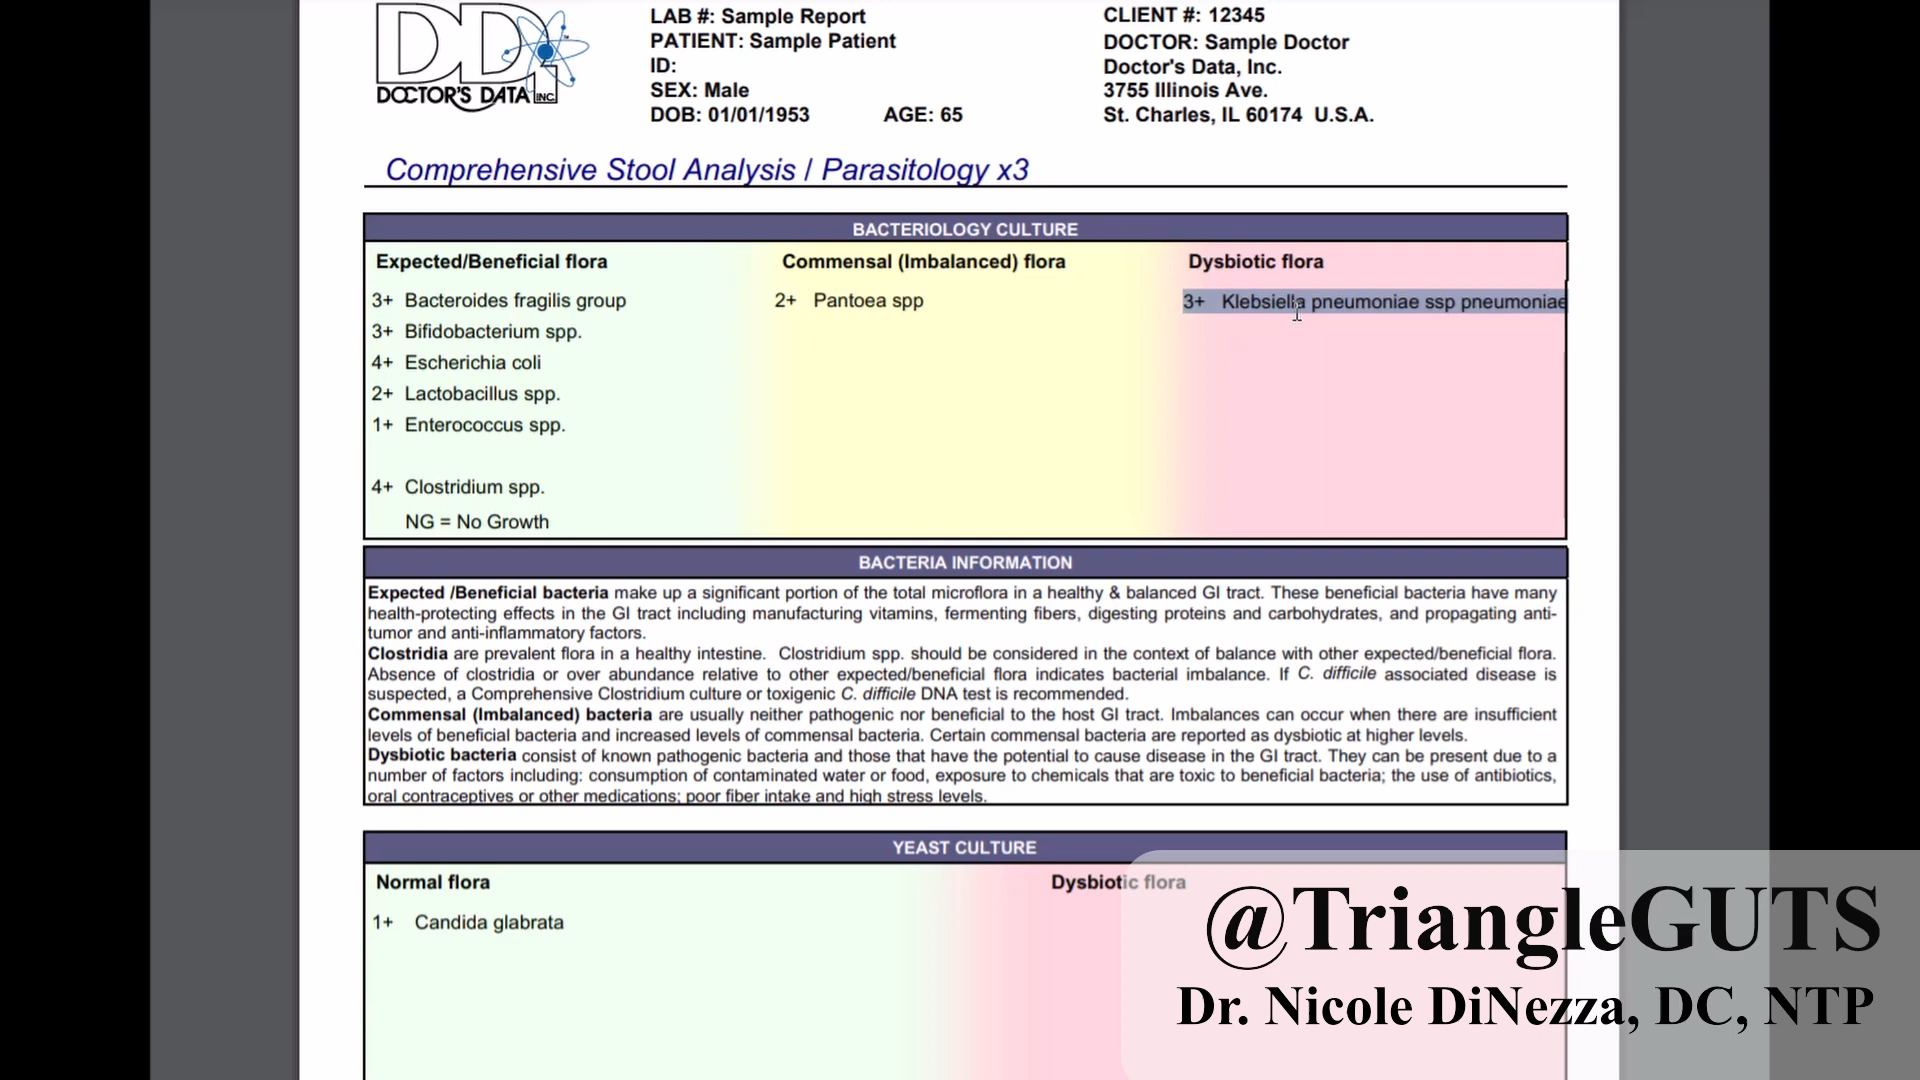 DD
DOCTOR'S DATA INC.
LAB #: Sample Report
PATIENT: Sample Patient
ID:
SEX: Male
DOB: 01/01/1953 AGE: 65
CLIENT #: 12345
DOCTOR: Sample Doctor
Doctor's Data, Inc.
3755 Illinois Ave.
St. Charles, IL 60174 U.S.A.
Comprehensive Stool Analysis / Parasitology x3
BACTERIOLOGY CULTURE
Expected/Beneficial flora
3+ Bacteroides fragilis group
3+ Bifidobacterium spp.
4+ Escherichia coli
2+ Lactobacillus spp.
1+ Enterococcus spp.
4+ Clostridium spp.
NG = No Growth
Commensal (Imbalanced) flora
2+ Pantoea spp
Dysbiotic flora
3+ Klebsiella pneumoniae ssp pneumoniae
BACTERIA INFORMATION
Expected /Beneficial bacteria make up a significant portion of the total microflora in a healthy & balanced GI tract. These beneficial bacteria have many
health-protecting effects in the GI tract including manufacturing vitamins, fermenting fibers, digesting proteins and carbohydrates, and propagating anti-
tumor and anti-inflammatory factors.
Clostridia are prevalent flora in a healthy intestine. Clostridium spp. should be considered in the context of balance with other expected/beneficial flora.
Absence of clostridia or over abundance relative to other expected/beneficial flora indicates bacterial imbalance. If C. difficile associated disease is
suspected, a Comprehensive Clostridium culture or toxigenic C. difficile DNA test is recommended.
Commensal (Imbalanced) bacteria are usually neither pathogenic nor beneficial to the host GI tract. Imbalances can occur when there are insufficient
levels of beneficial bacteria and increased levels of commensal bacteria. Certain commensal bacteria are reported as dysbiotic at higher levels.
Dysbiotic bacteria consist of known pathogenic bacteria and those that have the potential to cause disease in the GI tract. They can be present due to a
number of factors including: consumption of contaminated water or food, exposure to chemicals that are toxic to beneficial bacteria; the use of antibiotics,
oral contraceptives or other medications; poor fiber intake and high stress levels.
YEAST CULTURE
Normal flora
1+ Candida glabrata
Dysbiotic flora
@TriangleGUTS
Dr. Nicole DiNezza, DC, NTP